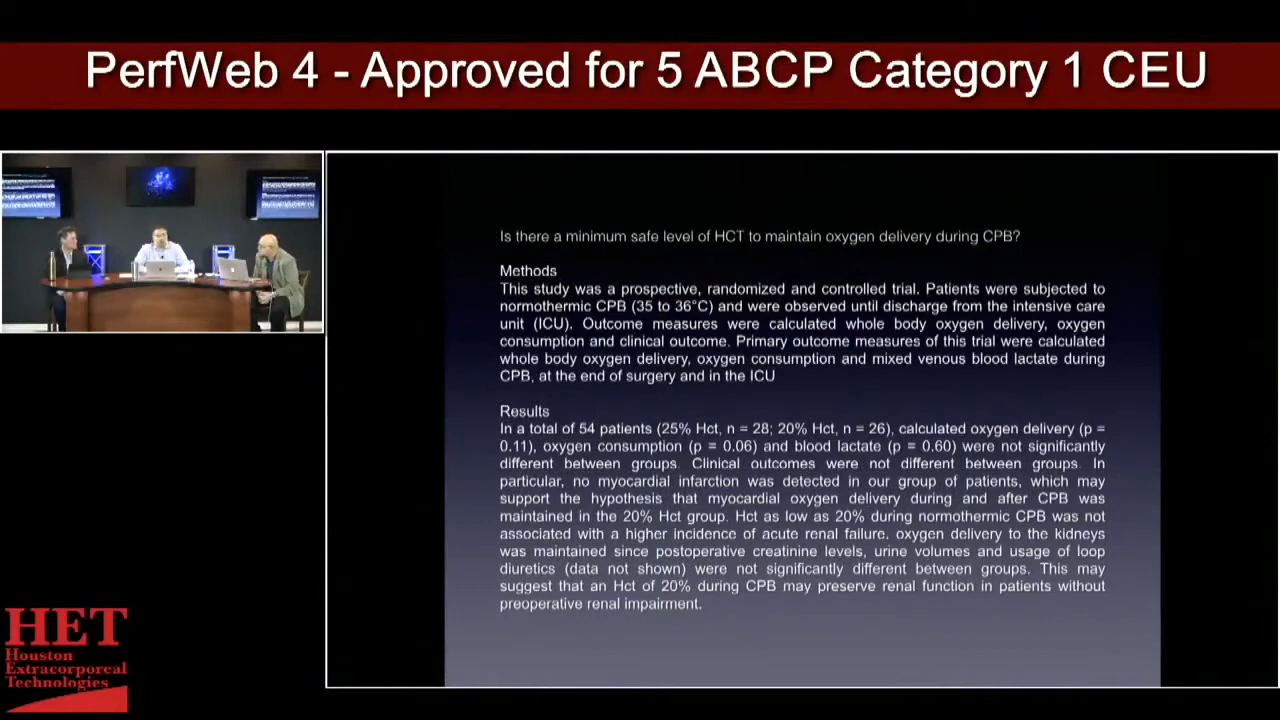 PerfWeb 4 - Approved for 5 ABCP Category 1 CEU
Is there a minimum safe level of HCT to maintain oxygen delivery during CPB?
Methods
This study was a prospective, randomized and controlled trial. Patients were subjected to
normothermic CPB (35 to 36°C) and were observed until discharge from the intensive care
unit (ICU). Outcome measures were calculated whole body oxygen delivery, oxygen
consumption and clinical outcome. Primary outcome measures of this trial were calculated
whole body oxygen delivery, oxygen consumption and mixed venous blood lactate during
CPB, at the end of surgery and in the ICU
Results
In a total of 54 patients (25% Hct, n = 28; 20% Hct, n = 26), calculated oxygen delivery (p =
0.11), oxygen consumption (p = 0.06) and blood lactate (p = 0.60) were not significantly
different between groups. Clinical outcomes were not different between groups. In
particular, no myocardial infarction was detected in our group of patients, which may
support the hypothesis that myocardial oxygen delivery during and after CPB was
maintained in the 20% Hct group. Hct as low as 20% during normothermic CPB was not
associated with a higher incidence of acute renal failure. oxygen delivery to the kidneys
was maintained since postoperative creatinine levels, urine volumes and usage of loop
diuretics (data not shown) were not significantly different between groups. This may
suggest that an Hct of 20% during CPB may preserve renal function in patients without
preoperative renal impairment.
HET
Houston
Extracorporeal
Technologies